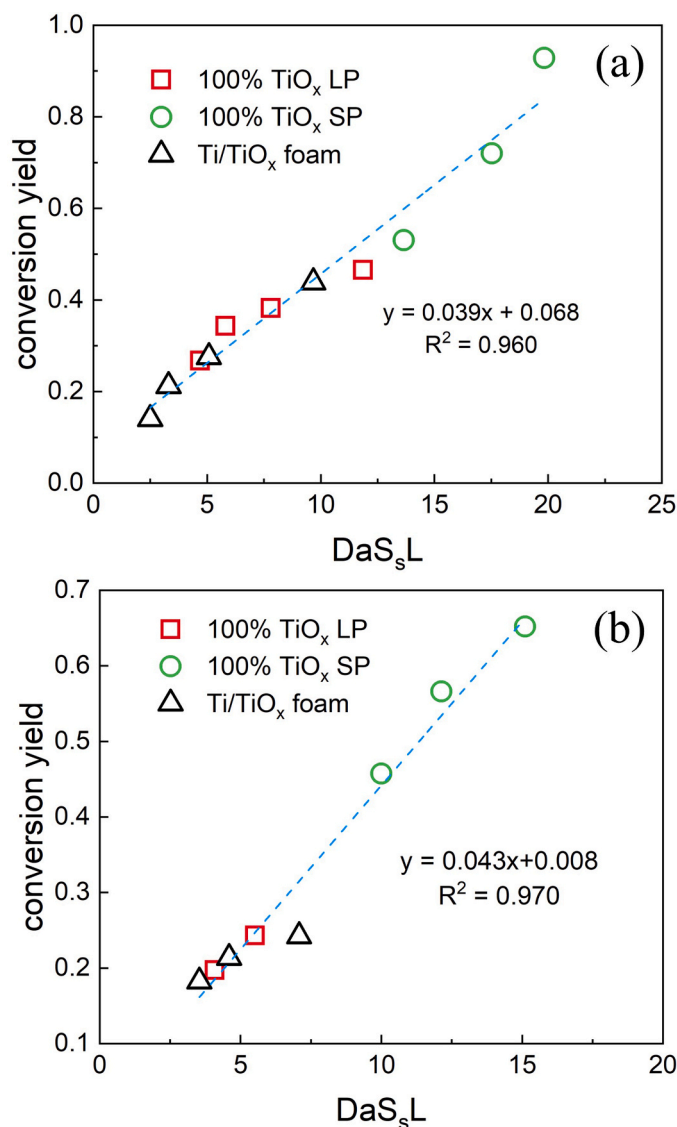 (a)
100% TiOₓ LP
100% TiOₓ SP
Ti/TiOₓ foam
y = 0.039x + 0.068
R² = 0.960
conversion yield
1.0
0.8
0.6
0.4
0.2
0.0
0 5 10 15 20 25
DaSₛL
(b)
100% TiOₓ LP
100% TiOₓ SP
Ti/TiOₓ foam
y = 0.043x+0.008
R² = 0.970
conversion yield
0.7
0.6
0.5
0.4
0.3
0.2
0.1
0 5 10 15 20
DaSₛL